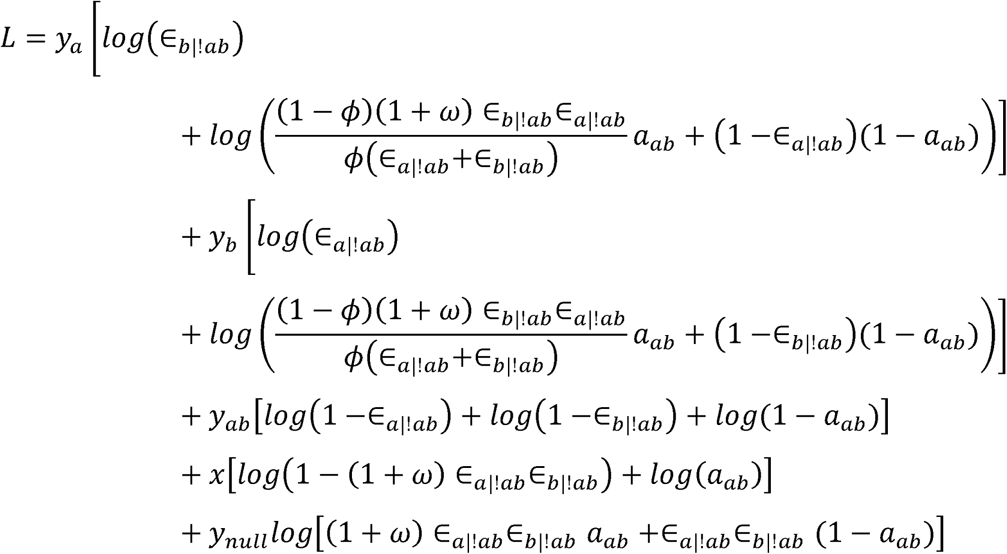 L = y_a [log(∈_{b|!ab})
+ log ( \frac{(1 − ϕ)(1 + ω) ∈_{b|!ab}∈_{a|!ab}}{ϕ(∈_{a|!ab}+∈_{b|!ab})} a_{ab} + (1 −∈_{a|!ab})(1 − a_{ab}) ) ]
+ y_b [log(∈_{a|!ab})
+ log ( \frac{(1 − ϕ)(1 + ω) ∈_{b|!ab}∈_{a|!ab}}{ϕ(∈_{a|!ab}+∈_{b|!ab})} a_{ab} + (1 −∈_{b|!ab})(1 − a_{ab}) ) ]
+ y_{ab}[log(1 −∈_{a|!ab}) + log(1 −∈_{b|!ab}) + log(1 − a_{ab})]
+ x[log(1 − (1 + ω) ∈_{a|!ab}∈_{b|!ab}) + log(a_{ab})]
+ y_{null}log[(1 + ω) ∈_{a|!ab}∈_{b|!ab} a_{ab} +∈_{a|!ab}∈_{b|!ab} (1 − a_{ab})]